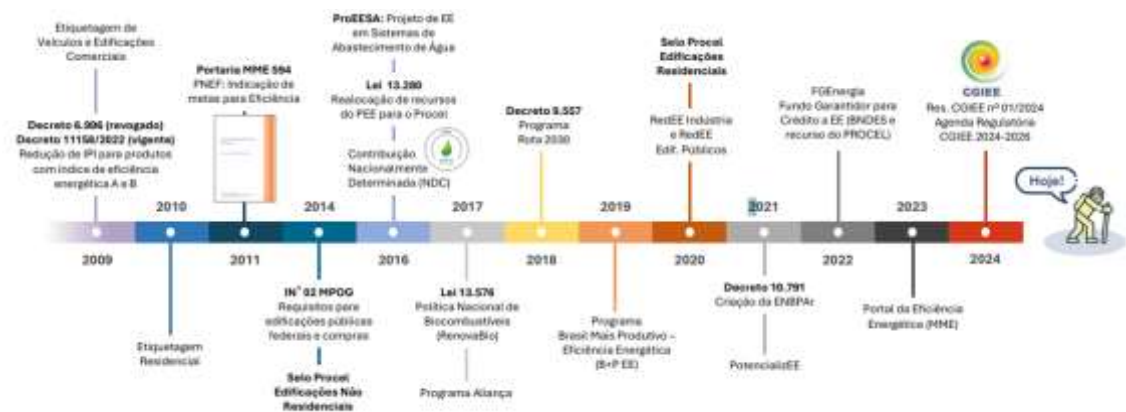 Etiquetagem de
Veículos e Edificações
Comerciais
Decreto 6.996 (revogado)
Decreto 11158/2022 (vigente)
Redução de IPI para produtos
com índice de eficiência
energética A e B
Portaria MME 594
PNEF: Indicação de
metas para Eficiência
ProEESA: Projeto de EE
em Sistemas de
Abastecimento de Água
Lei 13.280
Realocação de recursos
do PEE para o Procel
Contribuição
Nacionalmente
Determinada (NDC)
Decreto 9.557
Programa
Rota 2030
Selo Procel
Edificações
Residenciais
RedEE Indústria
e RedEE
Edif. Públicos
FGEnergia
Fundo Garantidor para
Crédito a EE (BNDES e
recurso do PROCEL)
CGIEE
Res. CGIEE nº 01/2024
Agenda Regulatória
CGIEE 2024-2026
Hoje!
2010
2014
2017
2019
2021
2023
2009
2011
2016
2018
2020
2022
2024
Etiquetagem
Residencial
IN° 02 MPOG
Requisitos para
edificações públicas
federais e compras
Selo Procel
Edificações Não
Residenciais
Lei 13.576
Política Nacional de
Biocombustíveis
(RenovaBio)
Programa Aliança
Programa
Brasil Mais Produtivo –
Eficiência Energética
(B+P EE)
Decreto 10.791
Criação da ENBPar
PotencializEE
Portal da Eficiência
Energética (MME)